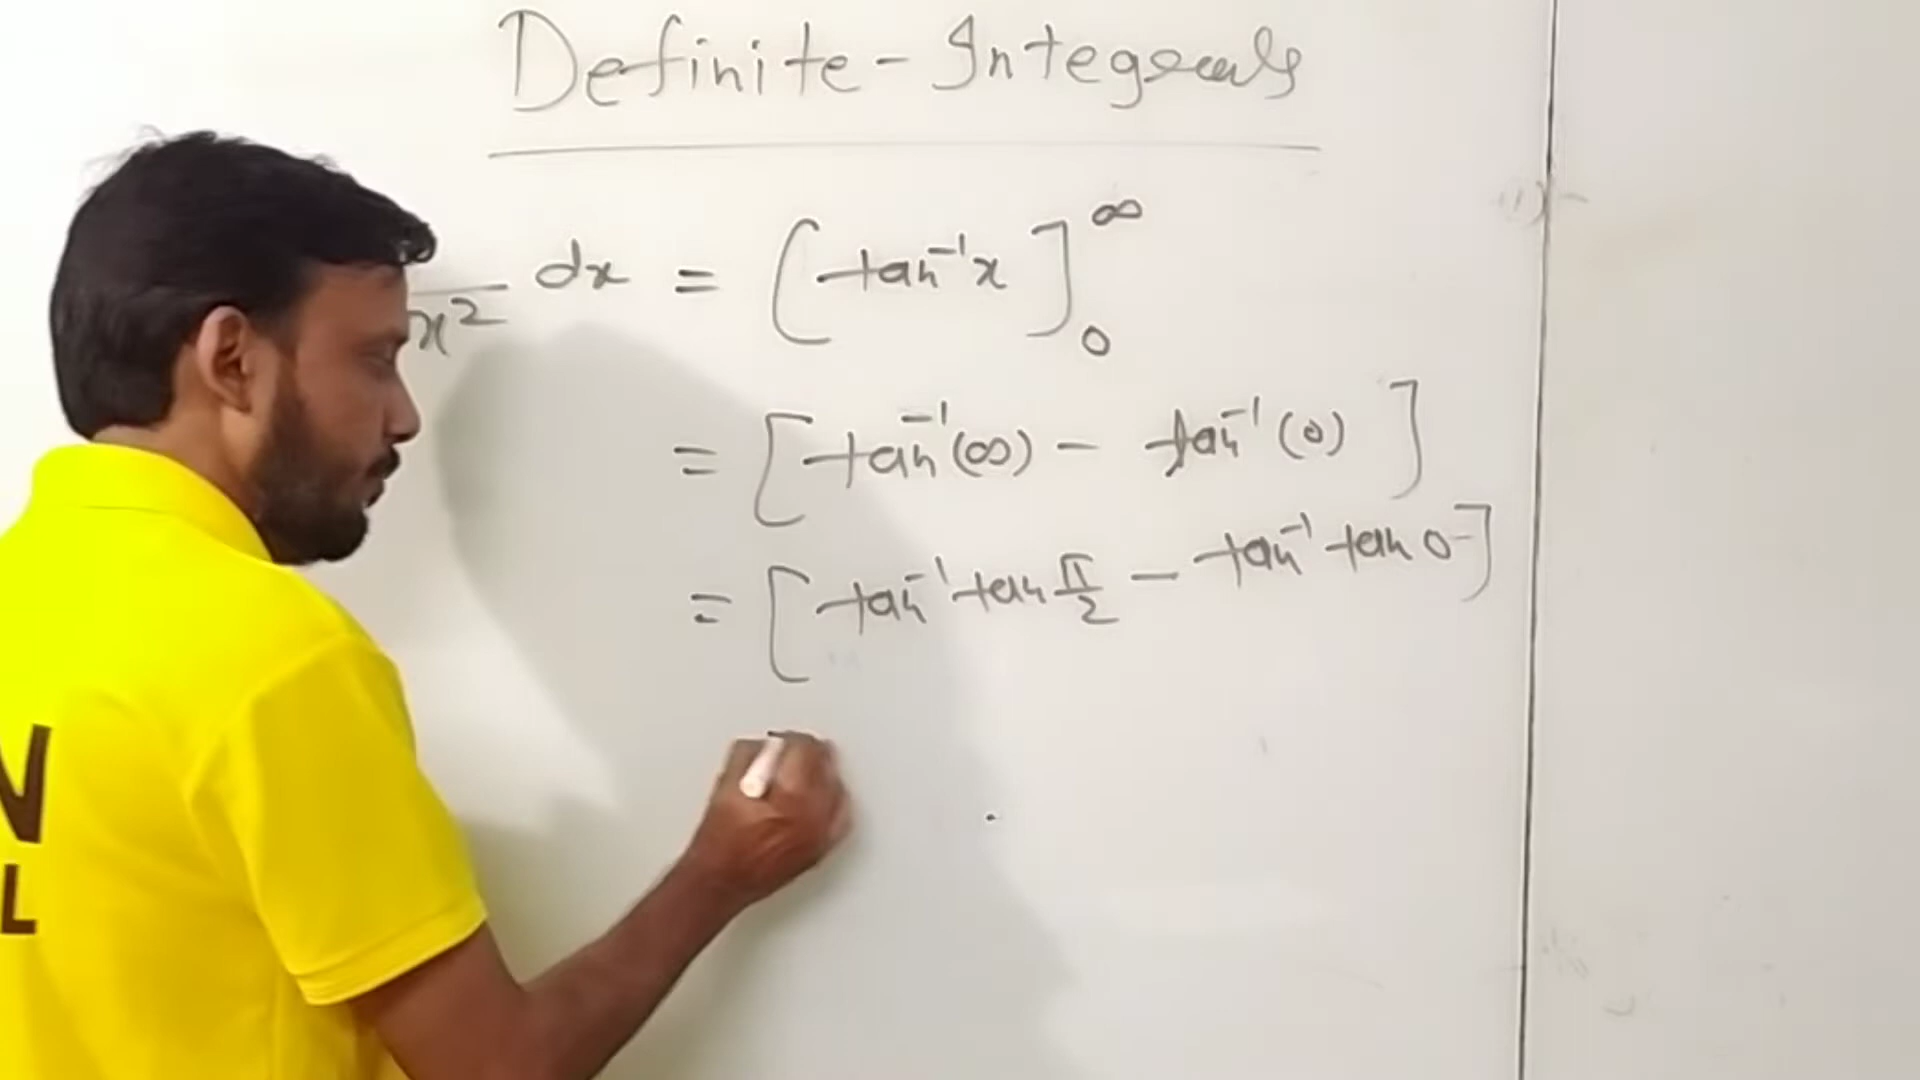 Definite - Integrals
x² dx = [tan⁻¹x]₀^∞
= [tan⁻¹(∞) - tan⁻¹(0)]
= [tan⁻¹ tan π/2 - tan⁻¹ tan 0]
N
L